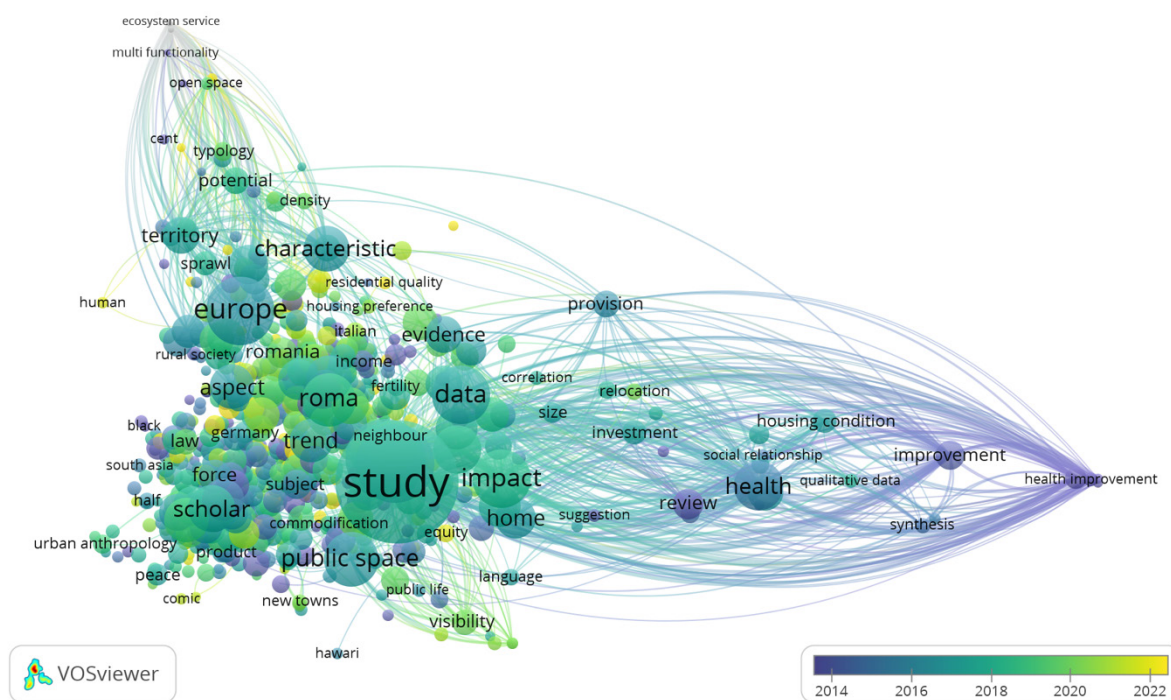 ecosystem service
multi functionality
open space
cent
typology
potential
density
territory
characteristic
sprawl
residential quality
human
europe
housing preference
provision
italian
evidence
rural society
romania
income
correlation
aspect
fertility
data
relocation
roma
size
black
law
germany
trend
neighbour
investment
housing condition
social relationship
improvement
south asia
force
subject
study
impact
health
qualitative data
health improvement
half
scholar
review
commodification
home
suggestion
synthesis
urban anthropology
product
public space
equity
peace
language
comic
new towns
public life
visibility
hawari
VOSviewer
2014 2016 2018 2020 2022